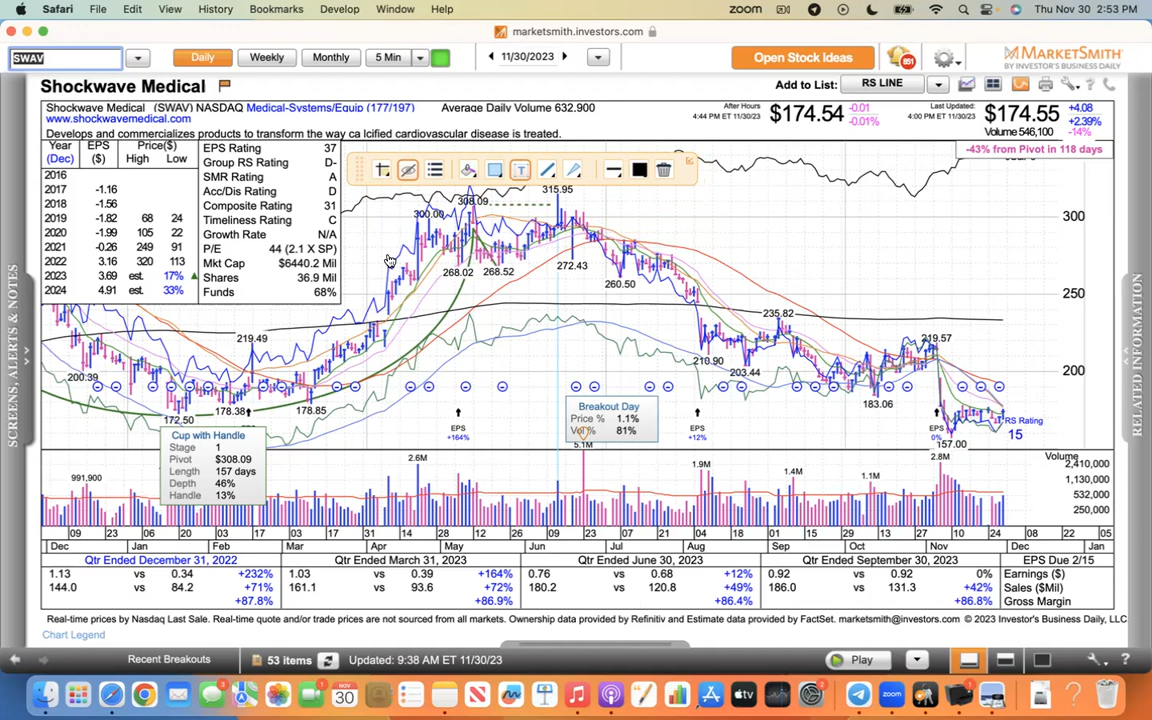 Safari File Edit View History Bookmarks Develop Window Help zoom Thu Nov 30 2:53 PM
marketsmith.investors.com
SWAV Daily Weekly Monthly 5 Min 11/30/2023 Open Stock Ideas 851 MARKETSMITH
BY INVESTOR'S BUSINESS DAILY
Shockwave Medical Add to List: RS LINE
Shockwave Medical (SWAV) NASDAQ Medical-Systems/Equip (177/197) Average Daily Volume 632,900
www.shockwavemedical.com
Develops and commercializes products to transform the way ca lcified cardiovascular disease is treated.
After Hours
4:44 PM ET 11/30/23
$174.54 -0.01
-0.01%
Last Updated:
4:00 PM ET 11/30/23
$174.55 +4.08
+2.39%
Volume 546,100 -14%
-43% from Pivot in 118 days
Year EPS Price($)
(Dec) ($) High Low
2016
2017 -1.16
2018 -1.56
2019 -1.82 68 24
2020 -1.99 105 22
2021 -0.26 249 91
2022 3.16 320 113
2023 3.69 est. 17%
2024 4.91 est. 33%
EPS Rating 37
Group RS Rating D-
SMR Rating A
Acc/Dis Rating D
Composite Rating 31
Timeliness Rating C
Growth Rate N/A
P/E 44 (2.1 X SP)
Mkt Cap $6440.2 Mil
Shares 36.9 Mil
Funds 68%
T
315.95
308.09
300.00
300
268.02 268.52 272.43
260.50
250
235.82
219.49
219.57
210.90
203.44
200.39
200
183.06
178.38 178.85
172.50
157.00
RS Rating
15
EPS
+164%
EPS
+12%
EPS
0%
Breakout Day
Price % 1.1%
Vol % 81%
Cup with Handle
Stage 1
Pivot $308.09
Length 157 days
Depth 46%
Handle 13%
Volume
991,900 2.6M 5.1M 1.9M 1.4M 1.1M 2.8M
2,410,000
1,130,000
532,000
250,000
09 23 06 20 03 17 03 17 31 14 28 12 26 09 23 07 21 04 18 01 15 29 13 27 10 24 08 22 05
Dec Jan Feb Mar Apr May Jun Jul Aug Sep Oct Nov Dec Jan
Qtr Ended December 31, 2022 Qtr Ended March 31, 2023 Qtr Ended June 30, 2023 Qtr Ended September 30, 2023 EPS Due 2/15
1.13 vs 0.34 +232% 1.03 vs 0.39 +164% 0.76 vs 0.68 +12% 0.92 vs 0.92 0% Earnings ($)
144.0 vs 84.2 +71% 161.1 vs 93.6 +72% 180.2 vs 120.8 +49% 186.0 vs 131.3 +42% Sales ($Mil)
+87.8% +86.9% +86.4% +86.8% Gross Margin
Real-time prices by Nasdaq Last Sale. Real-time quote and/or trade prices are not sourced from all markets. Ownership data provided by Refinitiv and Estimate data provided by FactSet. marketsmith@investors.com © 2023 Investor's Business Daily, LLC
Chart Legend
SCREENS, ALERTS & NOTES
RELATED INFORMATION
Recent Breakouts 53 items Updated: 9:38 AM ET 11/30/23 Play ?
NOV
30
tv
zoom